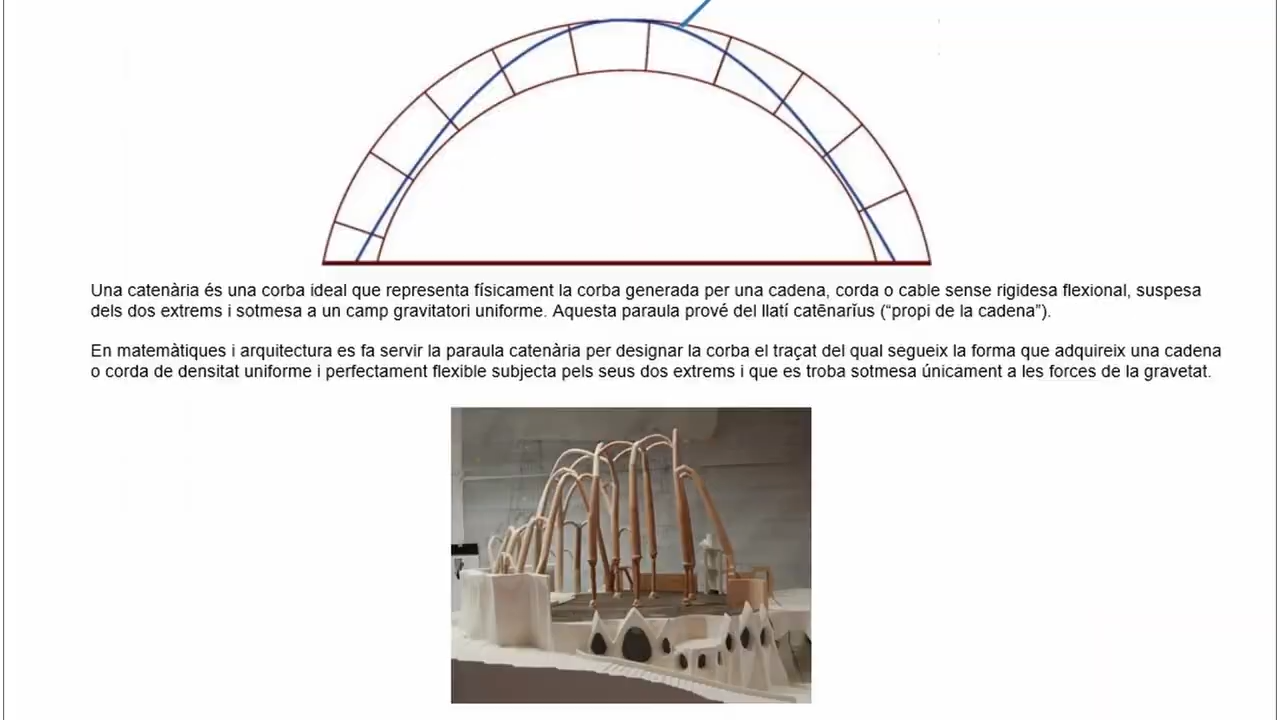 Una catenària és una corba ideal que representa físicament la corba generada per una cadena, corda o cable sense rigidesa flexional, suspesa
dels dos extrems i sotmesa a un camp gravitatori uniforme. Aquesta paraula prové del llatí catēnarĭus (“propi de la cadena”).
En matemàtiques i arquitectura es fa servir la paraula catenària per designar la corba el traçat del qual segueix la forma que adquireix una cadena
o corda de densitat uniforme i perfectament flexible subjecta pels seus dos extrems i que es troba sotmesa únicament a les forces de la gravetat.